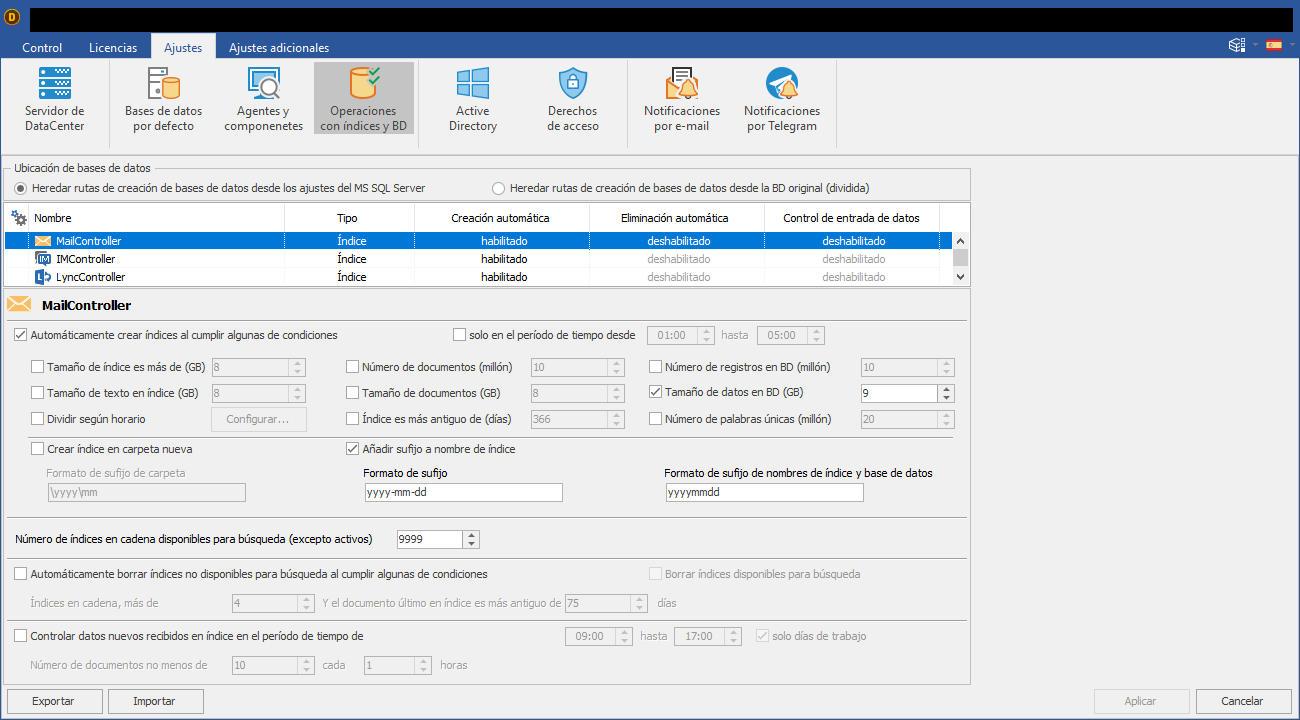 D
Control Licencias Ajustes Ajustes adicionales
Servidor de DataCenter
Bases de datos por defecto
Agentes y componenetes
Operaciones con índices y BD
Active Directory
Derechos de acceso
Notificaciones por e-mail
Notificaciones por Telegram
Ubicación de bases de datos
Heredar rutas de creación de bases de datos desde los ajustes del MS SQL Server Heredar rutas de creación de bases de datos desde la BD original (dividida)
Nombre Tipo Creación automática Eliminación automática Control de entrada de datos
MailController Índice habilitado deshabilitado deshabilitado
IM IMController Índice habilitado deshabilitado deshabilitado
L LyncController Índice habilitado deshabilitado deshabilitado
MailController
Automáticamente crear índices al cumplir algunas de condiciones solo en el período de tiempo desde 01:00 hasta 05:00
Tamaño de índice es más de (GB) 8 Número de documentos (millón) 10 Número de registros en BD (millón) 10
Tamaño de texto en índice (GB) 8 Tamaño de documentos (GB) 8 Tamaño de datos en BD (GB) 9
Dividir según horario Configurar... Índice es más antiguo de (días) 366 Número de palabras únicas (millón) 20
Crear índice en carpeta nueva Añadir sufijo a nombre de índice
Formato de sufijo de carpeta Formato de sufijo Formato de sufijo de nombres de índice y base de datos
\yyyy\mm yyyy-mm-dd yyyymmdd
Número de índices en cadena disponibles para búsqueda (excepto activos) 9999
Automáticamente borrar índices no disponibles para búsqueda al cumplir algunas de condiciones Borrar índices disponibles para búsqueda
Índices en cadena, más de 4 Y el documento último en índice es más antiguo de 75 días
Controlar datos nuevos recibidos en índice en el período de tiempo de 09:00 hasta 17:00 solo días de trabajo
Número de documentos no menos de 10 cada 1 horas
Exportar Importar Aplicar Cancelar